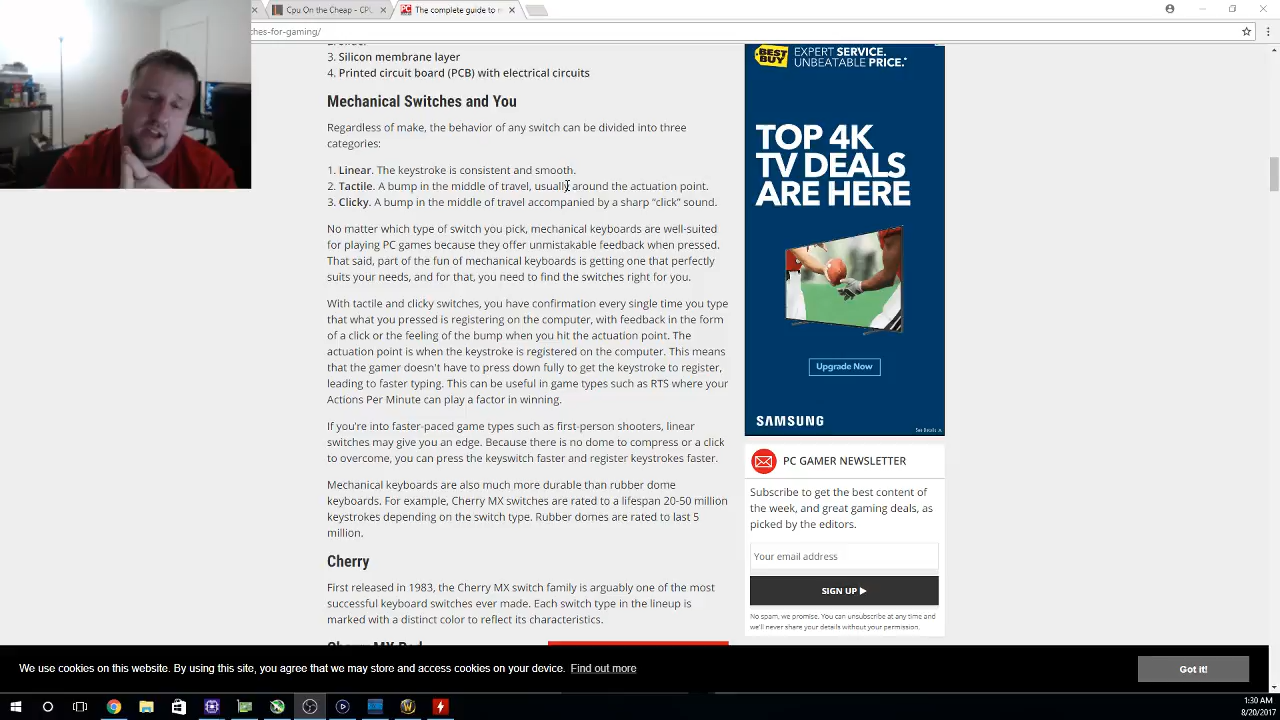 Cpu On the Cheap - CPL
The complete guide to m
ches-for-gaming/
3. Silicon membrane layer
4. Printed circuit board (PCB) with electrical circuits
Mechanical Switches and You
Regardless of make, the behavior of any switch can be divided into three
categories:
1. Linear. The keystroke is consistent and smooth.
2. Tactile. A bump in the middle of travel, usually around the actuation point.
3. Clicky. A bump in the middle of travel accompanied by a sharp “click” sound.
No matter which type of switch you pick, mechanical keyboards are well-suited
for playing PC games because they offer unmistakable feedback when pressed.
That said, part of the fun of mechanical keyboards is getting one that perfectly
suits your needs, and for that, you need to find the switches right for you.
With tactile and clicky switches, you have confirmation every single time you type
that what you pressed is registering on the computer, with feedback in the form
of a click or the feeling of the bump when you hit the actuation point. The
actuation point is when the keystroke is registered on the computer. This means
that the gamer doesn't have to press down fully to get the keystroke to register,
leading to faster typing. This can be useful in game types such as RTS where your
Actions Per Minute can play a factor in winning.
If you're into faster-paced game types such as first-person shooters, linear
switches may give you an edge. Because there is no dome to compress or a click
to overcome, you can press the keyswitch faster and register keystrokes faster.
Mechanical keyboards are also much more durable than rubber dome
keyboards. For example, Cherry MX switches are rated to a lifespan 20-50 million
keystrokes depending on the switch type. Rubber domes are rated to last 5
million.
Cherry
First released in 1983, the Cherry MX switch family is arguably one of the most
successful keyboard switches ever made. Each switch type in the lineup is
marked with a distinct color to reflect its characteristics.
Cherry MX Red
BEST BUY
EXPERT SERVICE.
UNBEATABLE PRICE.*
TOP 4K
TV DEALS
ARE HERE
Upgrade Now
SAMSUNG
PC GAMER NEWSLETTER
Subscribe to get the best content of
the week, and great gaming deals, as
picked by the editors.
Your email address
SIGN UP
No spam, we promise. You can unsubscribe at any time and
we'll never share your details without your permission.
We use cookies on this website. By using this site, you agree that we may store and access cookies on your device. Find out more
Got it!
1:30 AM
8/20/2017